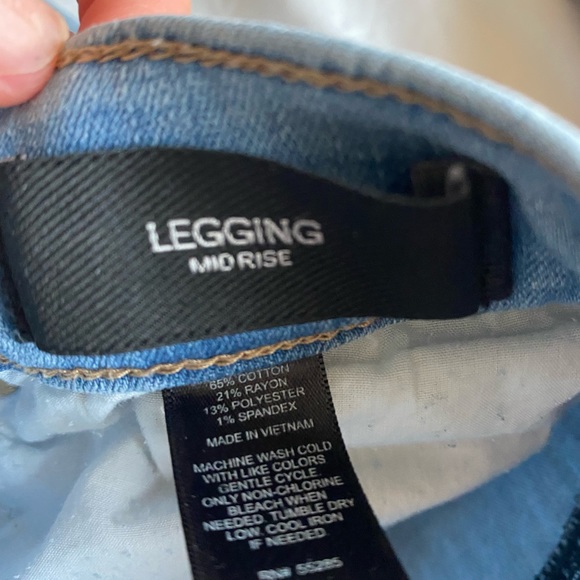 LEGGING
MID RISE
65% COTTON
21% RAYON
13% POLYESTER
1% SPANDEX
MADE IN VIETNAM
MACHINE WASH COLD
WITH LIKE COLORS
GENTLE CYCLE.
ONLY NON-CHLORINE
BLEACH WHEN
NEEDED. TUMBLE DRY
LOW. COOL IRON
IF NEEDED.
RN#